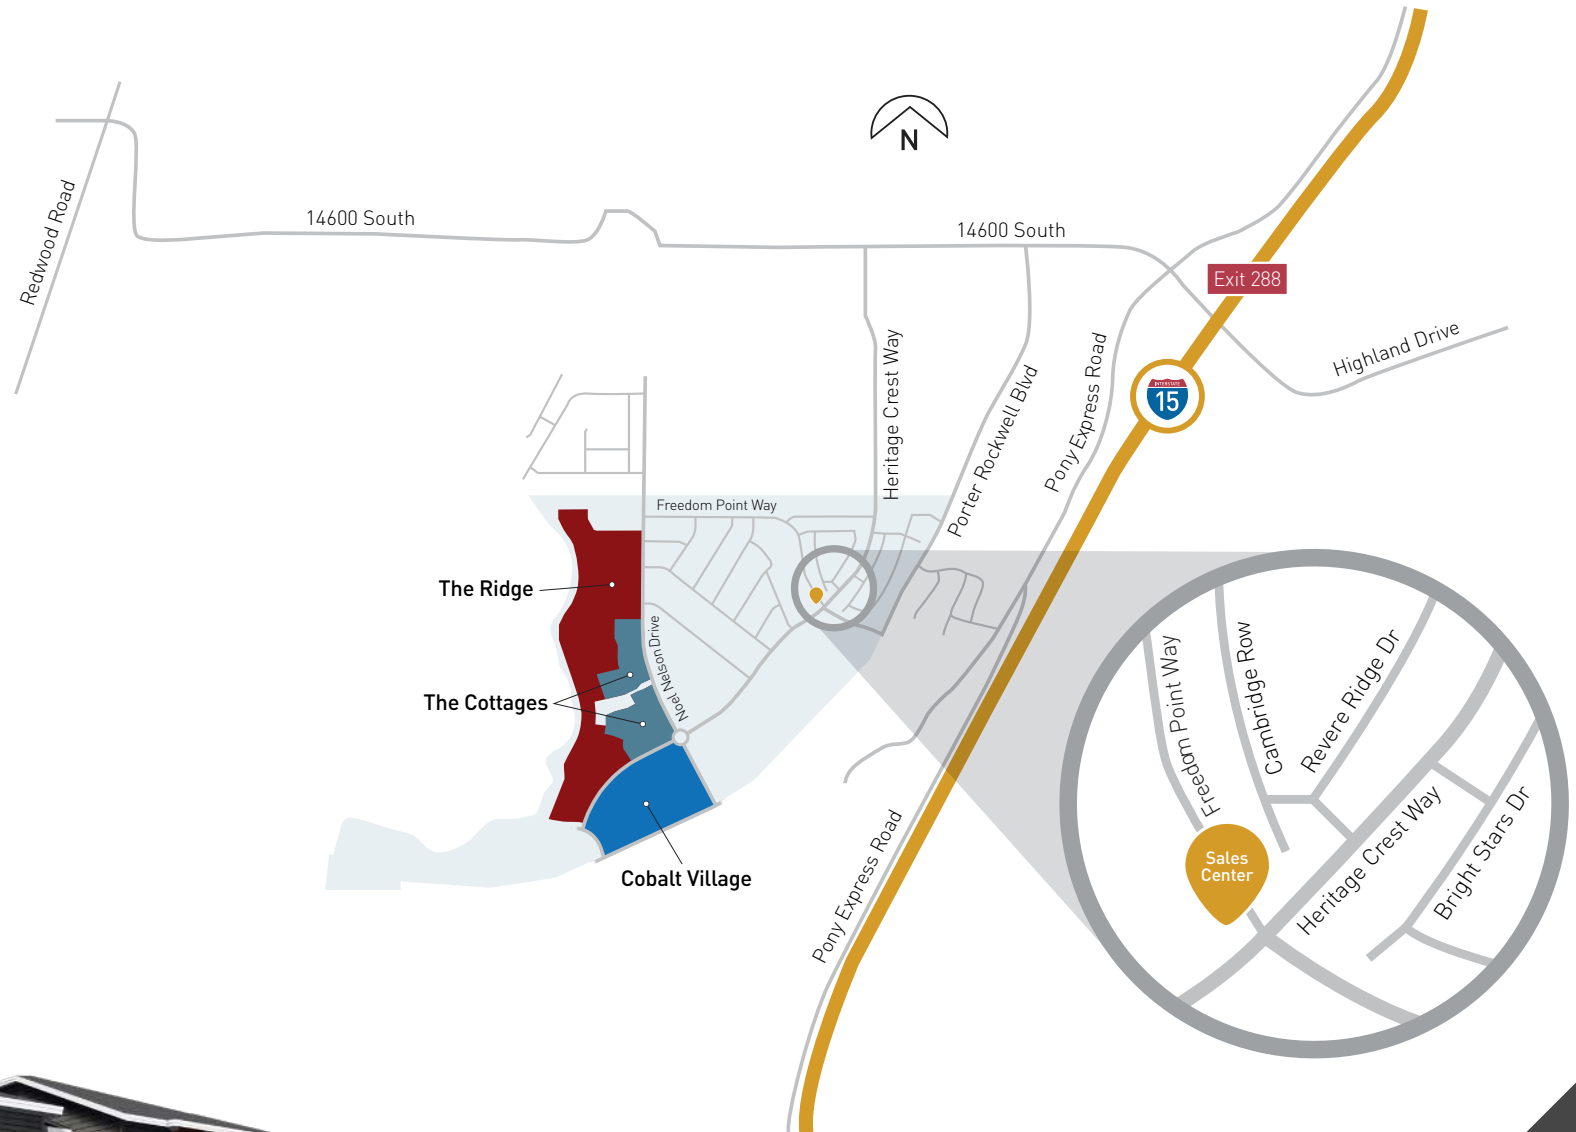 N
Redwood Road
14600 South
14600 South
Exit 288
Highland Drive
INTERSTATE
15
Heritage Crest Way
Porter Rockwell Blvd
Pony Express Road
Freedom Point Way
The Ridge
Noel Nelson Drive
The Cottages
Cobalt Village
Pony Express Road
Freedom Point Way
Cambridge Row
Revere Ridge Dr
Sales
Center
Heritage Crest Way
Bright Stars Dr